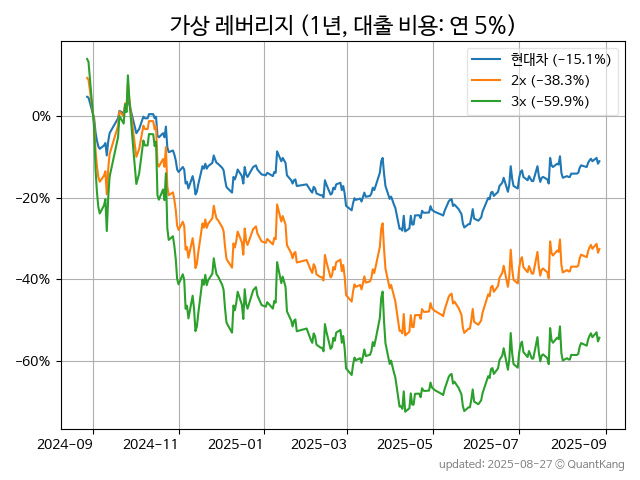 가상 레버리지 (1년, 대출 비용: 연 5%)
현대차 (−15.1%)
2x (−38.3%)
3x (−59.9%)
0%
−20%
−40%
−60%
2024-09 2024-11 2025-01 2025-03 2025-05 2025-07 2025-09
updated: 2025-08-27 © QuantKang